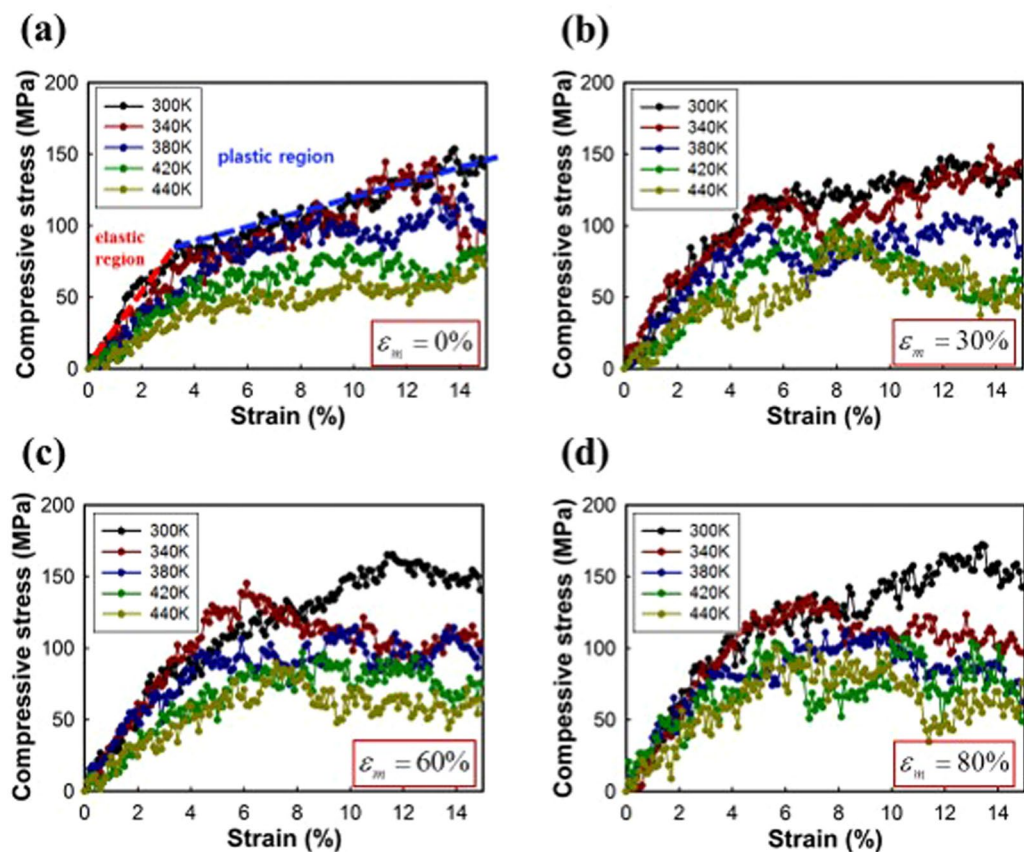 (a)
Compressive stress (MPa)
200
150
100
50
0
300K
340K
380K
420K
440K
plastic region
elastic
region
εm = 0%
0 2 4 6 8 10 12 14
Strain (%)
(b)
Compressive stress (MPa)
200
150
100
50
0
300K
340K
380K
420K
440K
εm = 30%
0 2 4 6 8 10 12 14
Strain (%)
(c)
Compressive stress (MPa)
200
150
100
50
0
300K
340K
380K
420K
440K
εm = 60%
0 2 4 6 8 10 12 14
Strain (%)
(d)
Compessive stress (MPa)
200
150
100
50
0
300K
340K
380K
420K
440K
εm = 80%
0 2 4 6 8 10 12 14
Strain (%)